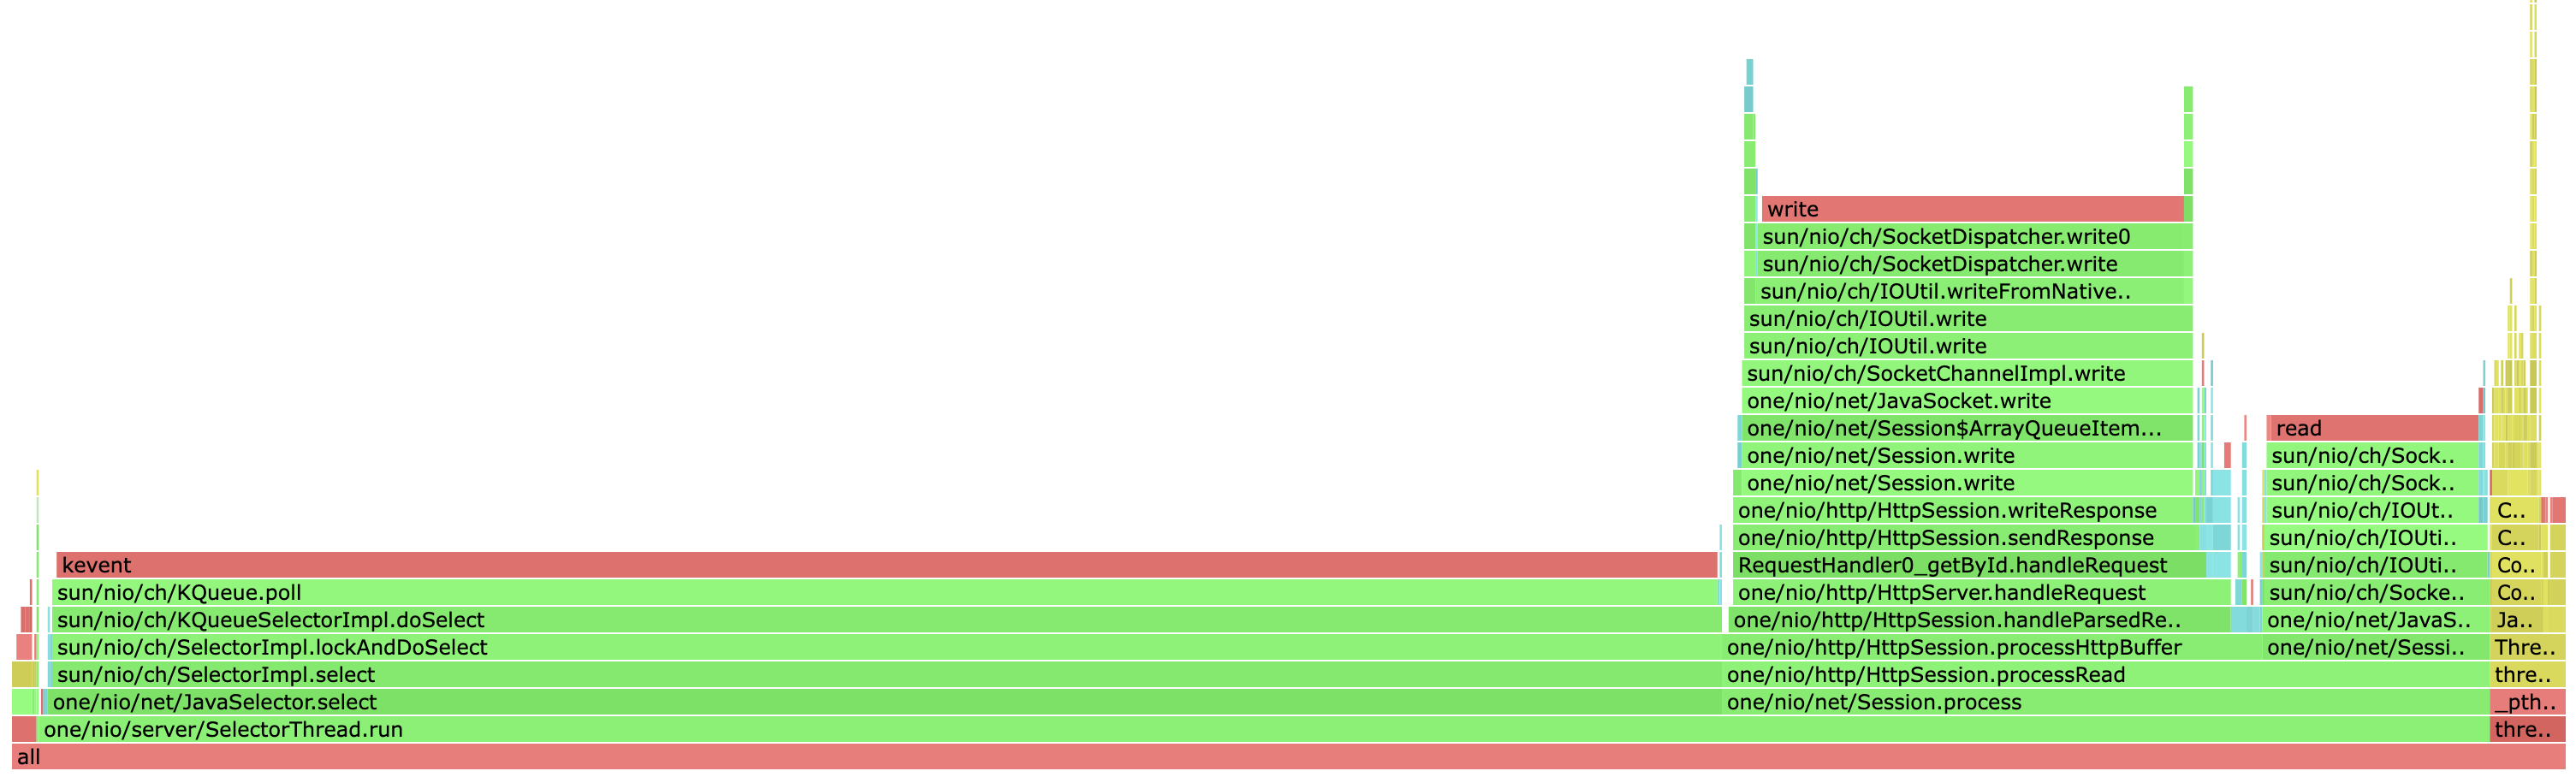 write
sun/nio/ch/SocketDispatcher.write0
sun/nio/ch/SocketDispatcher.write
sun/nio/ch/IOUtil.writeFromNative..
sun/nio/ch/IOUtil.write
sun/nio/ch/IOUtil.write
sun/nio/ch/SocketChannelImpl.write
one/nio/net/JavaSocket.write
one/nio/net/Session$ArrayQueueItem... read
one/nio/net/Session.write sun/nio/ch/Sock..
one/nio/net/Session.write sun/nio/ch/Sock..
one/nio/http/HttpSession.writeResponse sun/nio/ch/IOUt.. C..
one/nio/http/HttpSession.sendResponse sun/nio/ch/IOUti.. C..
kevent RequestHandler0_getById.handleRequest sun/nio/ch/IOUti.. Co..
sun/nio/ch/KQueue.poll one/nio/http/HttpServer.handleRequest sun/nio/ch/Socke.. Co..
sun/nio/ch/KQueueSelectorImpl.doSelect one/nio/http/HttpSession.handleParsedRe.. one/nio/net/JavaS.. Ja..
sun/nio/ch/SelectorImpl.lockAndDoSelect one/nio/http/HttpSession.processHttpBuffer one/nio/net/Sessi.. Thre..
sun/nio/ch/SelectorImpl.select one/nio/http/HttpSession.processRead thre..
one/nio/net/JavaSelector.select one/nio/net/Session.process _pth..
one/nio/server/SelectorThread.run thre..
all